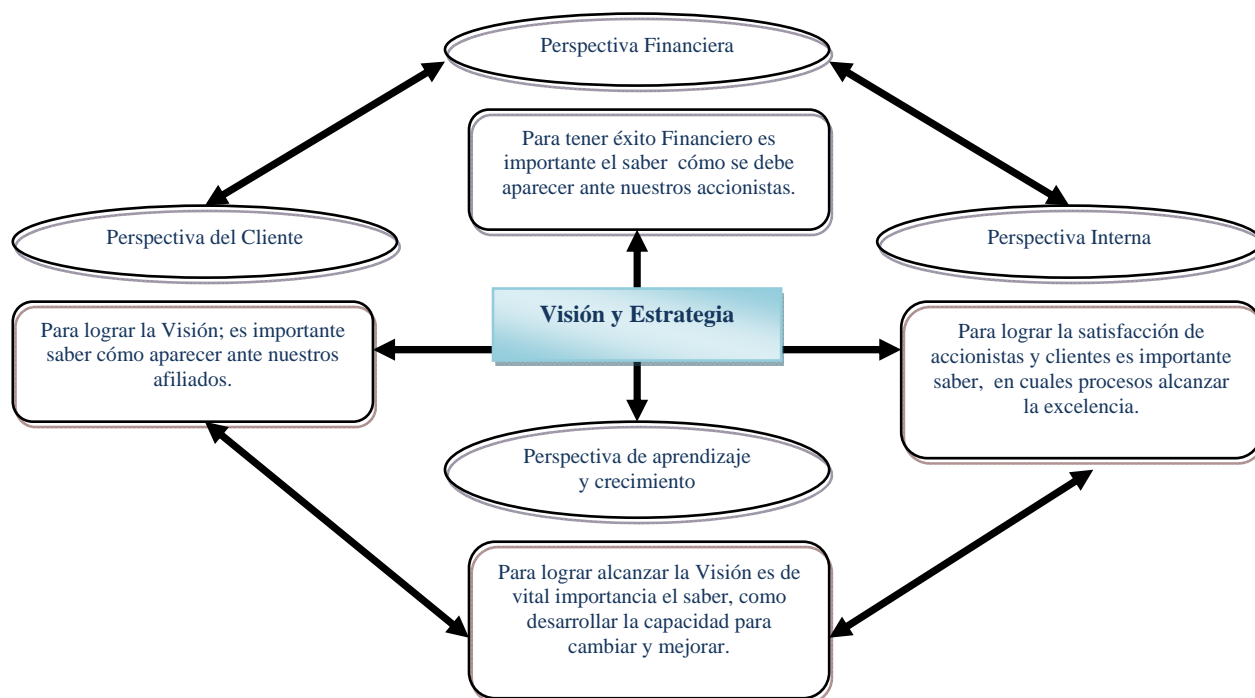 Perspectiva Financiera
Para tener éxito Financiero es
importante el saber cómo se debe
aparecer ante nuestros accionistas.
Perspectiva del Cliente
Perspectiva Interna
Para lograr la Visión; es importante
saber cómo aparecer ante nuestros
afiliados.
Visión y Estrategia
Para lograr la satisfacción de
accionistas y clientes es importante
saber, en cuales procesos alcanzar
la excelencia.
Perspectiva de aprendizaje
y crecimiento
Para lograr alcanzar la Visión es de
vital importancia el saber, como
desarrollar la capacidad para
cambiar y mejorar.